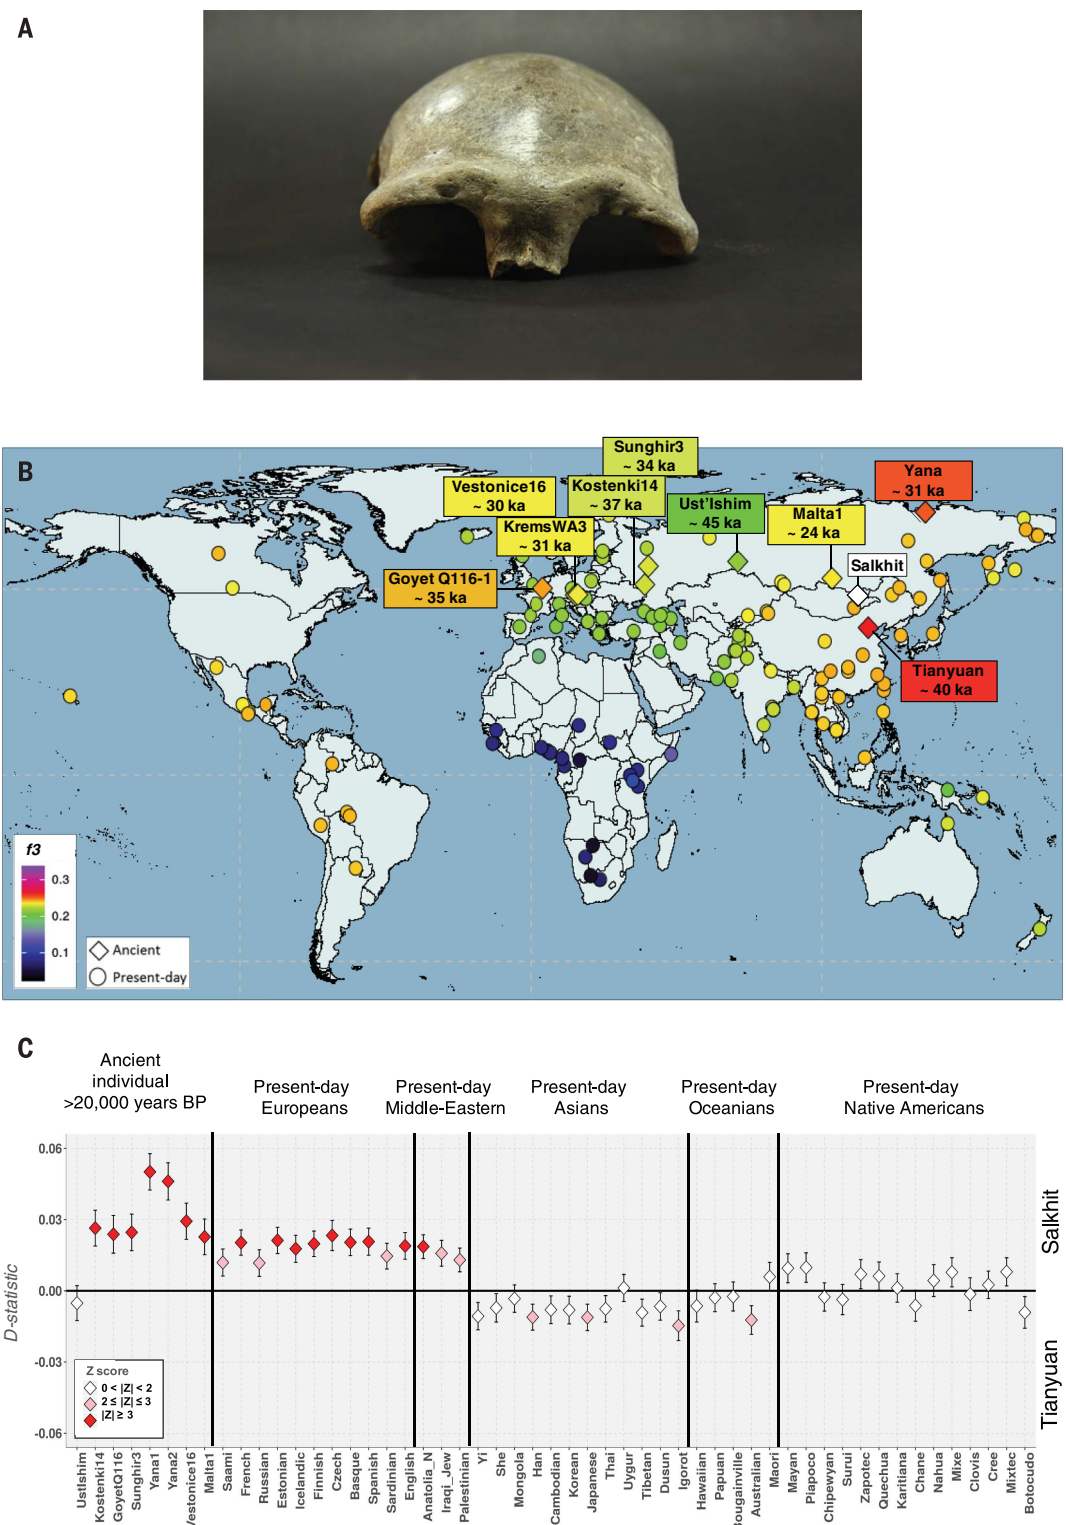 A
B
Sunghir3
~ 34 ka
Yana
~ 31 ka
Vestonice16
~ 30 ka
Kostenki14
~ 37 ka
Ust'Ishim
~ 45 ka
Malta1
~ 24 ka
KremsWA3
~ 31 ka
Salkhit
Goyet Q116-1
~ 35 ka
Tianyuan
~ 40 ka
f3
0.3
0.2
0.1
Ancient
Present-day
C
Ancient
individual
>20,000 years BP
Present-day
Europeans
Present-day
Middle-Eastern
Present-day
Asians
Present-day
Oceanians
Present-day
Native Americans
0.06
0.03
0.00
-0.03
-0.06
D-statistic
Salkhit
Tianyuan
Z score
0 < |Z| < 2
2 ≤ |Z| ≤ 3
|Z| ≥ 3
UstIshim
Kostenki14
GoyetQ116
Sunghir3
Yana1
Yana2
Vestonice16
Malta1
Saami
French
Russian
Estonian
Icelandic
Finnish
Czech
Basque
Spanish
Sardinian
English
Anatolia_N
Iraqi_Jew
Palestinian
Yi
She
Mongola
Han
Cambodian
Korean
Japanese
Thai
Uygur
Tibetan
Dusun
Igorot
Hawaiian
Papuan
Bougainville
Australian
Maori
Mayan
Piapoco
Chipewyan
Surui
Zapotec
Quechua
Karitiana
Chane
Nahua
Mixe
Clovis
Cree
Mixtec
Botocudo